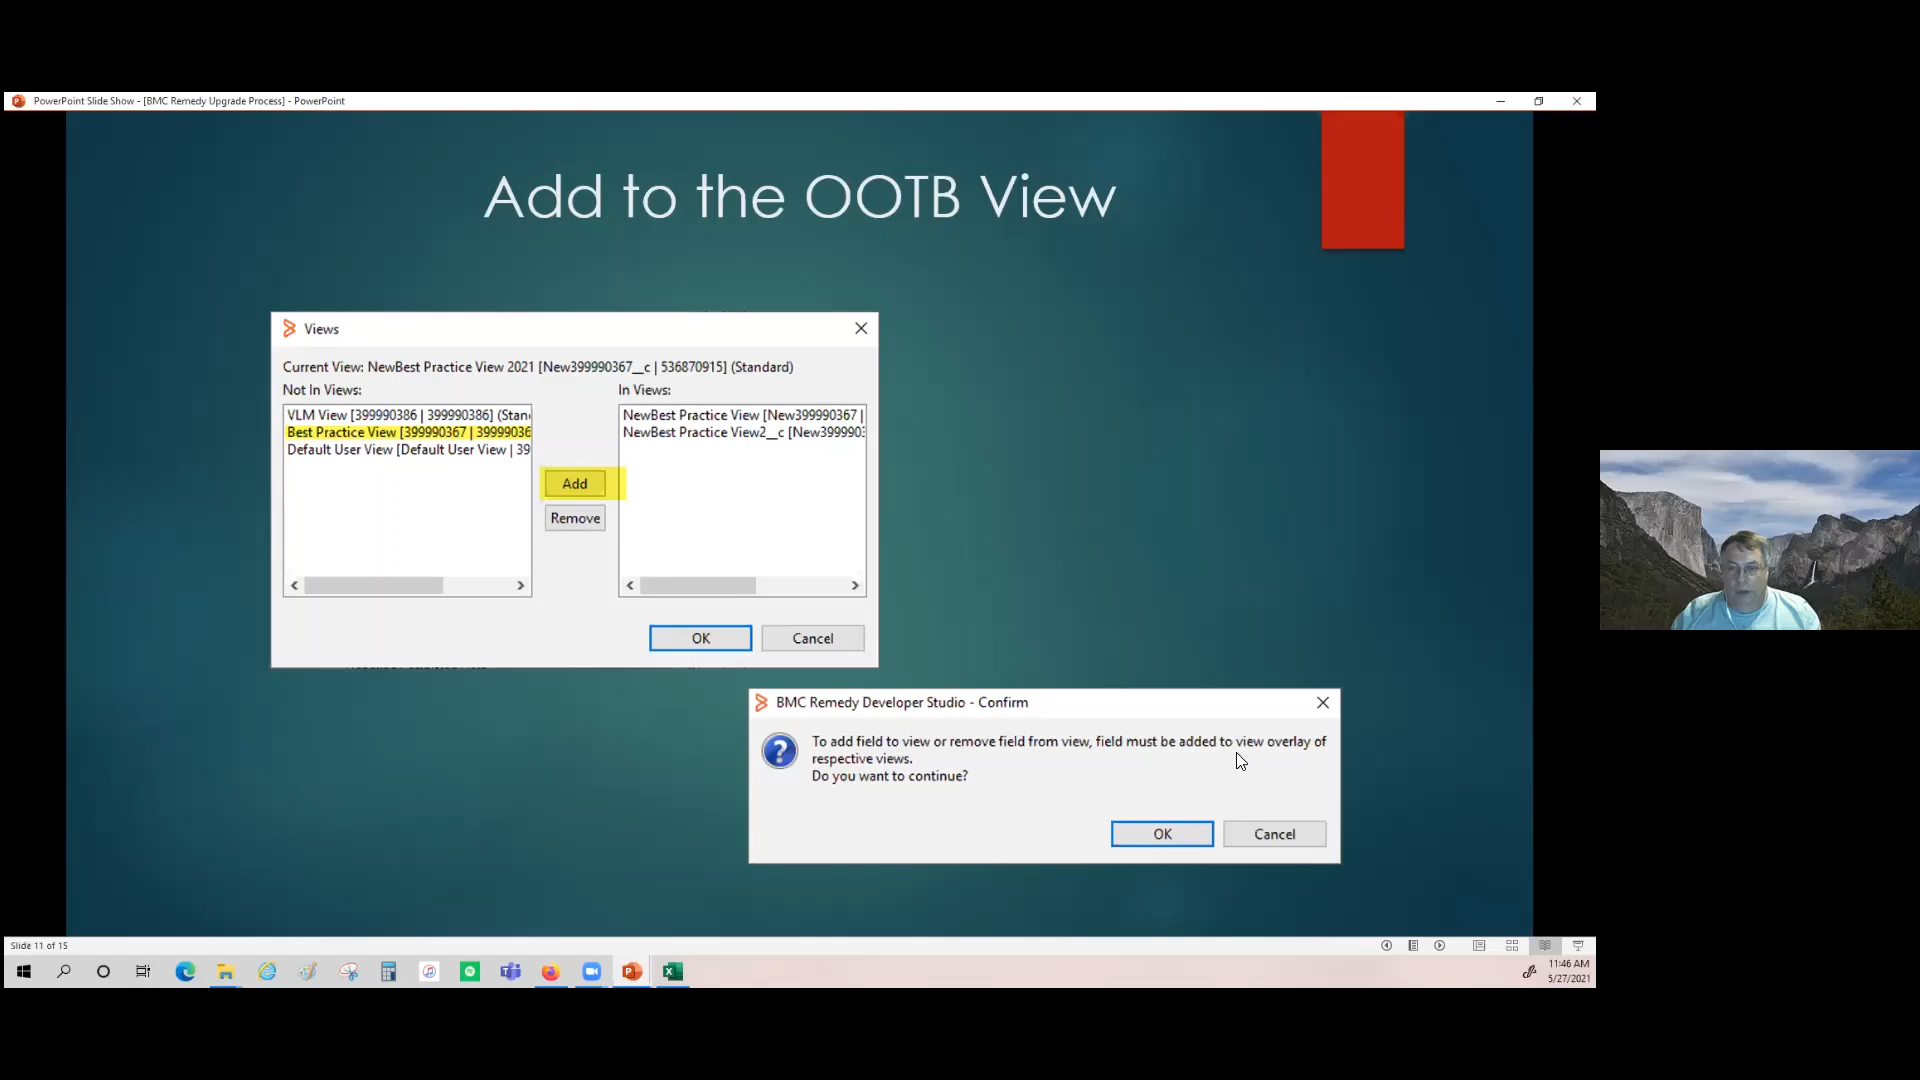 PowerPoint Slide Show - [BMC Remedy Upgrade Process] - PowerPoint
Add to the OOTB View
Views
Current View: NewBest Practice View 2021 [New399990367__c | 536870915] (Standard)
Not In Views:
In Views:
VLM View [399990386 | 399990386] (Stan
Best Practice View [399990367 | 39999036
Default User View [Default User View | 39
NewBest Practice View [New399990367 |
NewBest Practice View2__c [New399990
Add
Remove
OK
Cancel
BMC Remedy Developer Studio - Confirm
To add field to view or remove field from view, field must be added to view overlay of
respective views.
Do you want to continue?
OK
Cancel
Slide 11 of 15
11:46 AM
5/27/2021